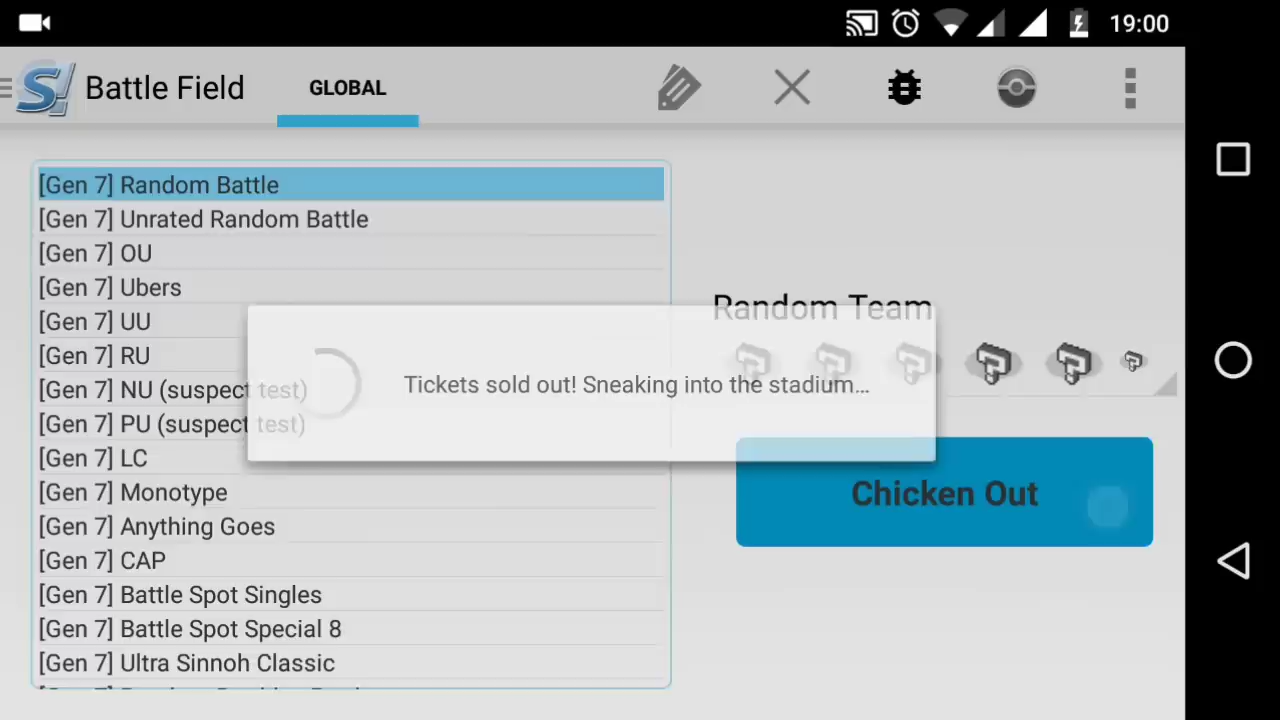 19:00
Battle Field
GLOBAL
[Gen 7] Random Battle
[Gen 7] Unrated Random Battle
[Gen 7] OU
[Gen 7] Ubers
[Gen 7] UU
[Gen 7] RU
[Gen 7] NU (suspect test)
[Gen 7] PU (suspect test)
[Gen 7] LC
[Gen 7] Monotype
[Gen 7] Anything Goes
[Gen 7] CAP
[Gen 7] Battle Spot Singles
[Gen 7] Battle Spot Special 8
[Gen 7] Ultra Sinnoh Classic
Random Team
Tickets sold out! Sneaking into the stadium...
Chicken Out